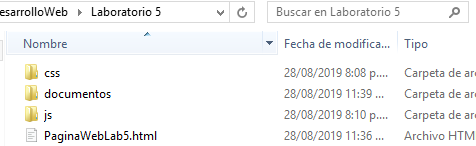 esarrolloWeb › Laboratorio 5 Buscar en Laboratorio 5
Nombre Fecha de modifica... Tipo
css 28/08/2019 8:08 p.... Carpeta de ar
documentos 28/08/2019 11:39 ... Carpeta de ar
js 28/08/2019 8:10 p.... Carpeta de ar
PaginaWebLab5.html 28/08/2019 11:36 ... Archivo HTM